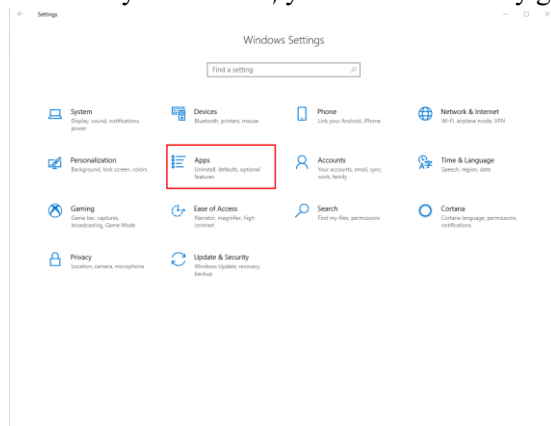 Settings
Windows Settings
Find a setting
System
Display, sound, notifications,
power
Devices
Bluetooth, printers, mouse
Phone
Link your Android, iPhone
Network & Internet
Wi-Fi, airplane mode, VPN
Personalization
Background, lock screen, colors
Apps
Uninstall, defaults, optional
features
Accounts
Your accounts, email, sync,
work, family
Time & Language
Speech, region, date
Gaming
Game bar, captures,
broadcasting, Game Mode
Ease of Access
Narrator, magnifier, high
contrast
Search
Find my files, permissions
Cortana
Cortana language, permissions,
notifications
Privacy
Location, camera, microphone
Update & Security
Windows Update, recovery,
backup